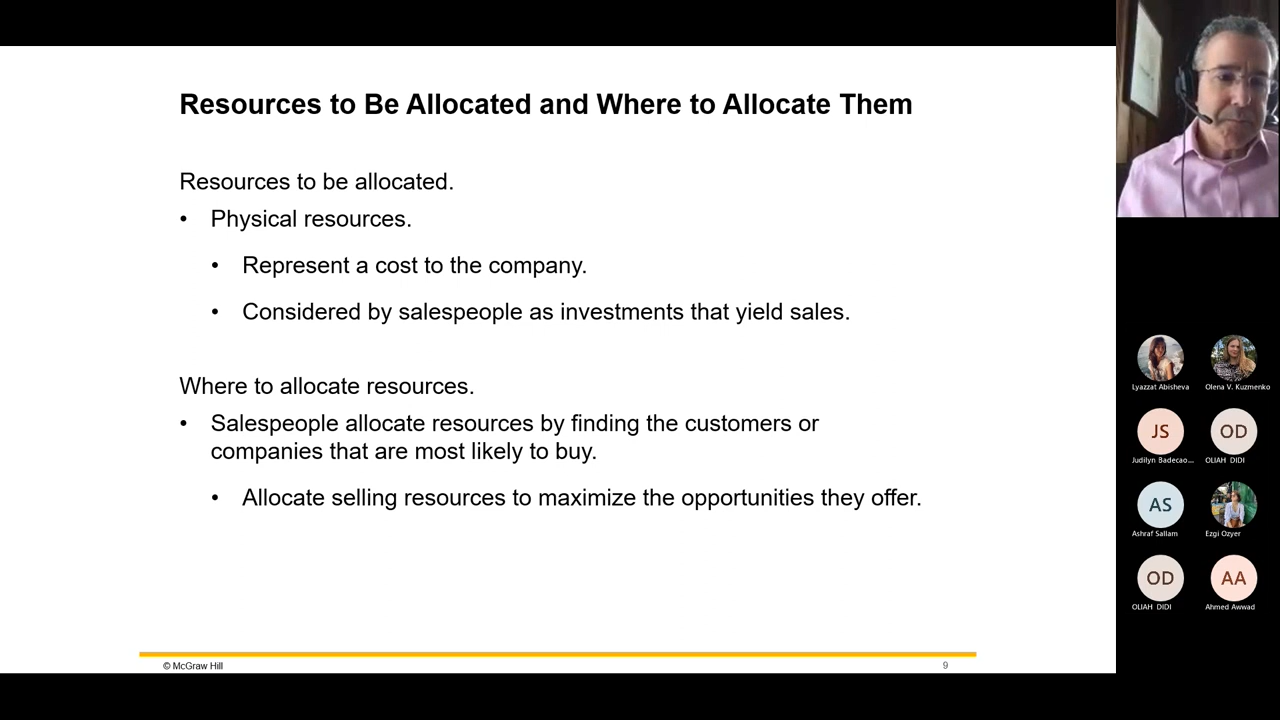 Resources to Be Allocated and Where to Allocate Them
Resources to be allocated.
• Physical resources.
• Represent a cost to the company.
• Considered by salespeople as investments that yield sales.
Where to allocate resources.
• Salespeople allocate resources by finding the customers or
companies that are most likely to buy.
• Allocate selling resources to maximize the opportunities they offer.
© McGraw Hill
9
Lyazzat Abisheva
Olena V. Kuzmenko
JS
OD
Judilyn Badecao...
OLIAH DIDI
AS
Ashraf Sallam
Ezgi Ozyer
OD
AA
OLIAH DIDI
Ahmed Awwad